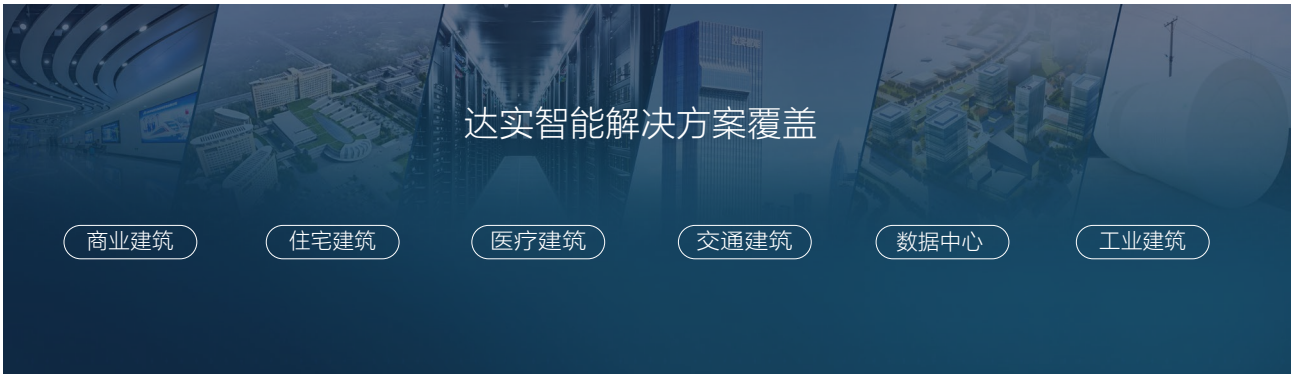 达实智能解决方案覆盖
商业建筑
住宅建筑
医疗建筑
交通建筑
数据中心
工业建筑